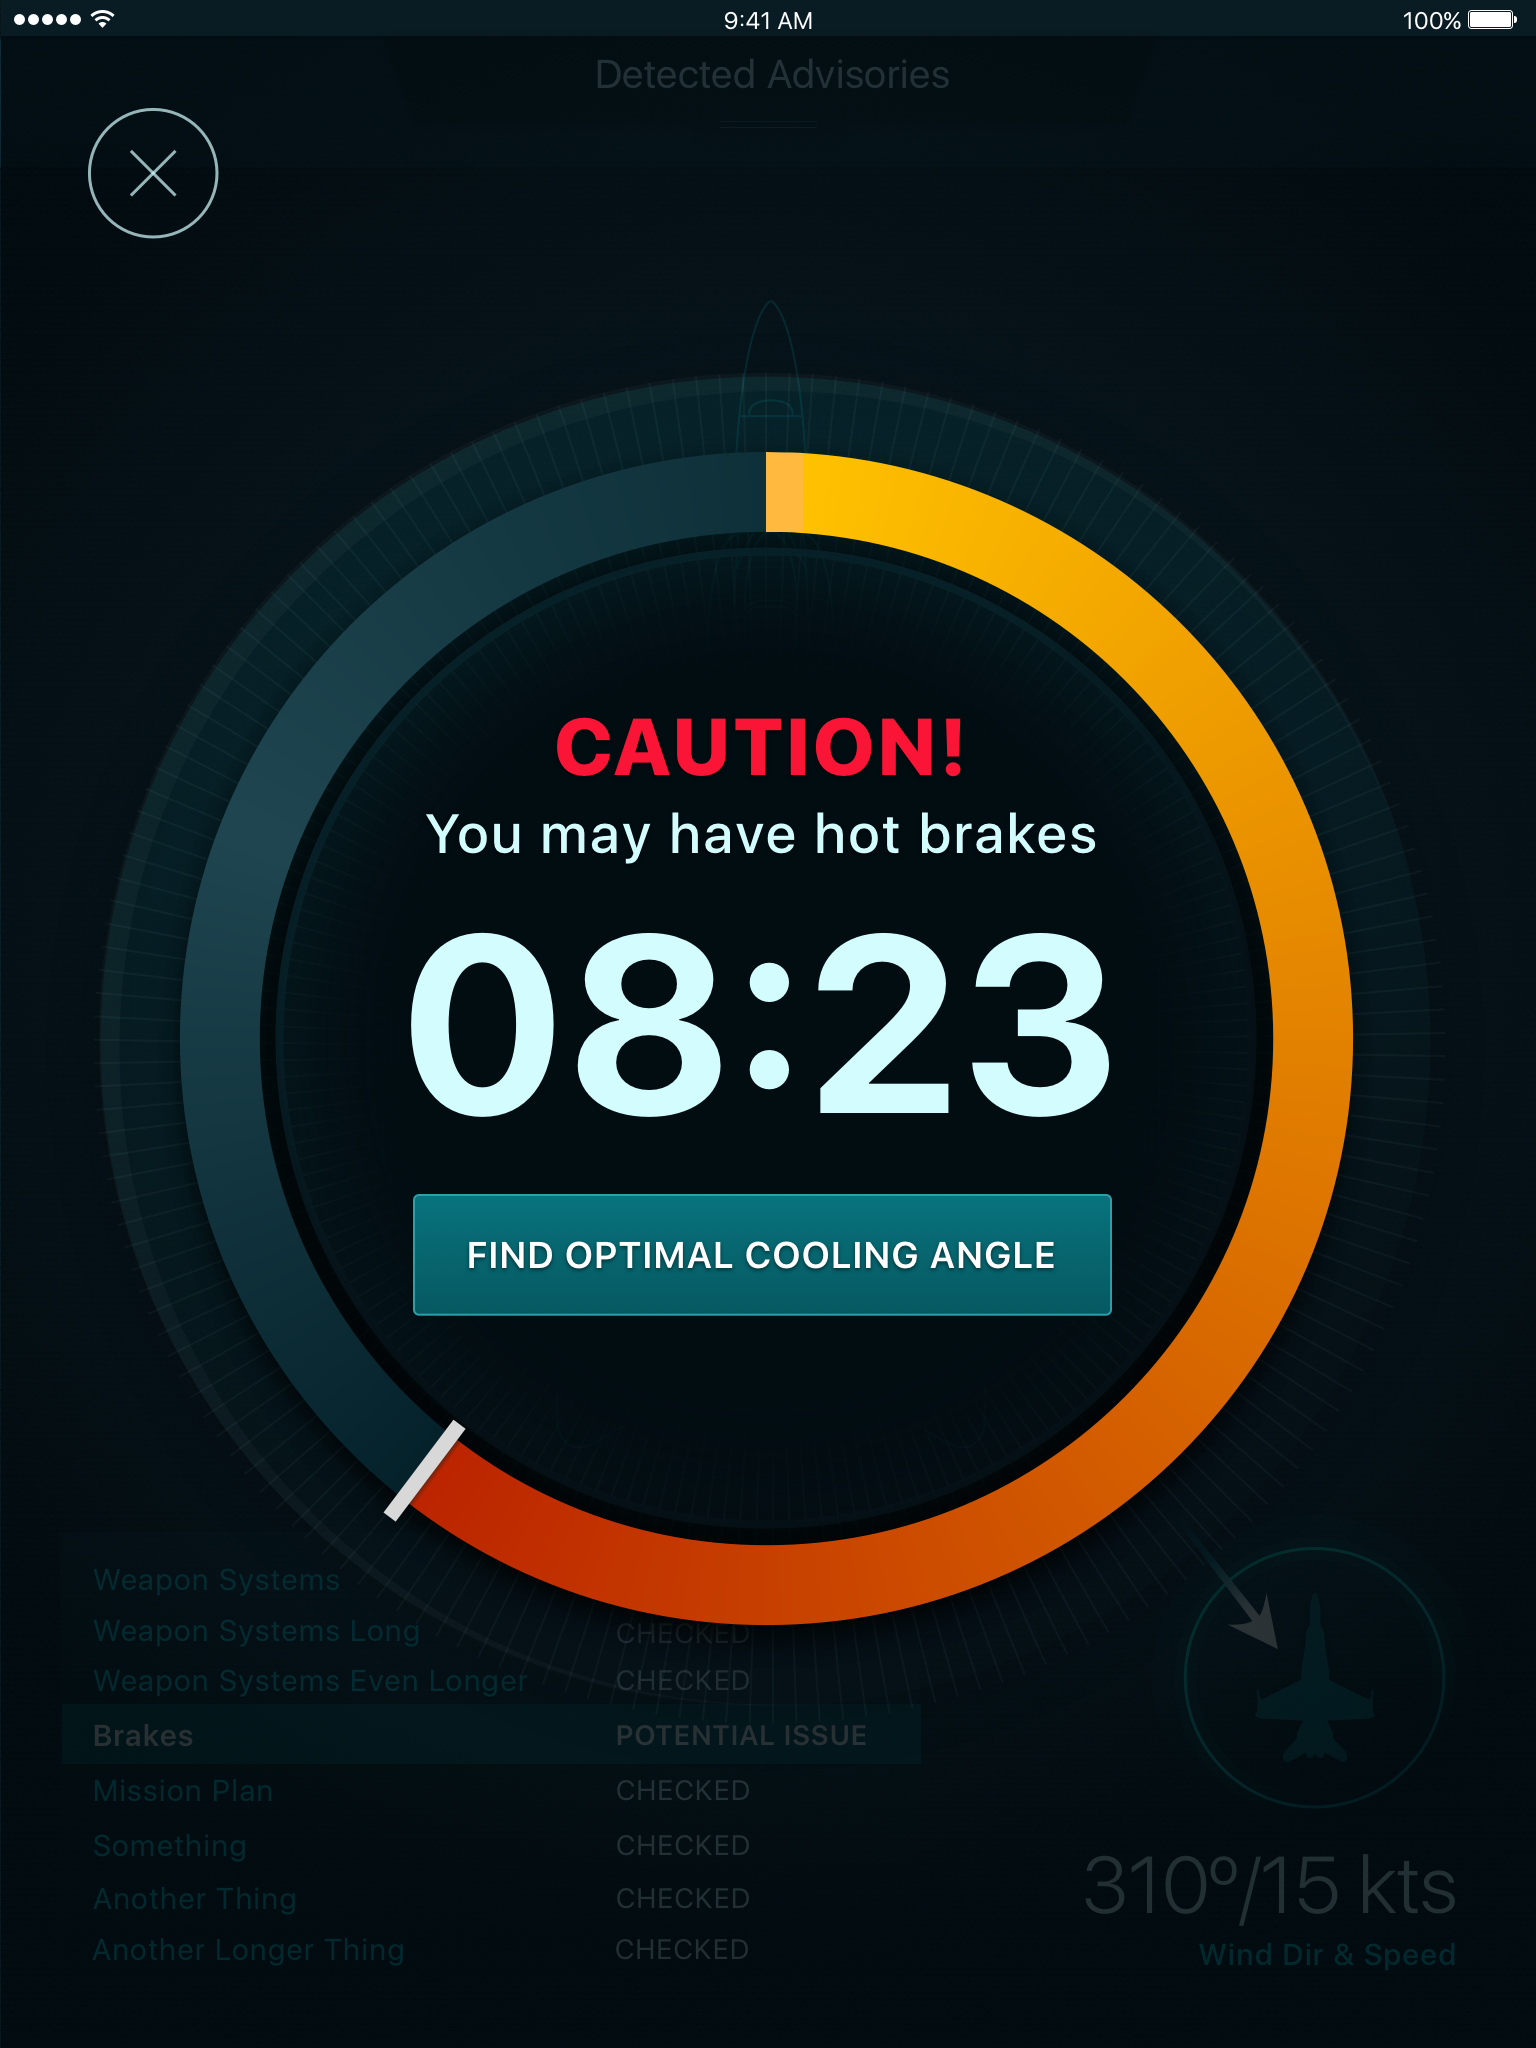 9:41 AM
100%
Detected Advisories
CAUTION!
You may have hot brakes
08:23
FIND OPTIMAL COOLING ANGLE
Weapon Systems
Weapon Systems Long CHECKED
Weapon Systems Even Longer CHECKED
Brakes POTENTIAL ISSUE
Mission Plan CHECKED
Something CHECKED
Another Thing CHECKED
Another Longer Thing CHECKED
310º/15 kts
Wind Dir & Speed